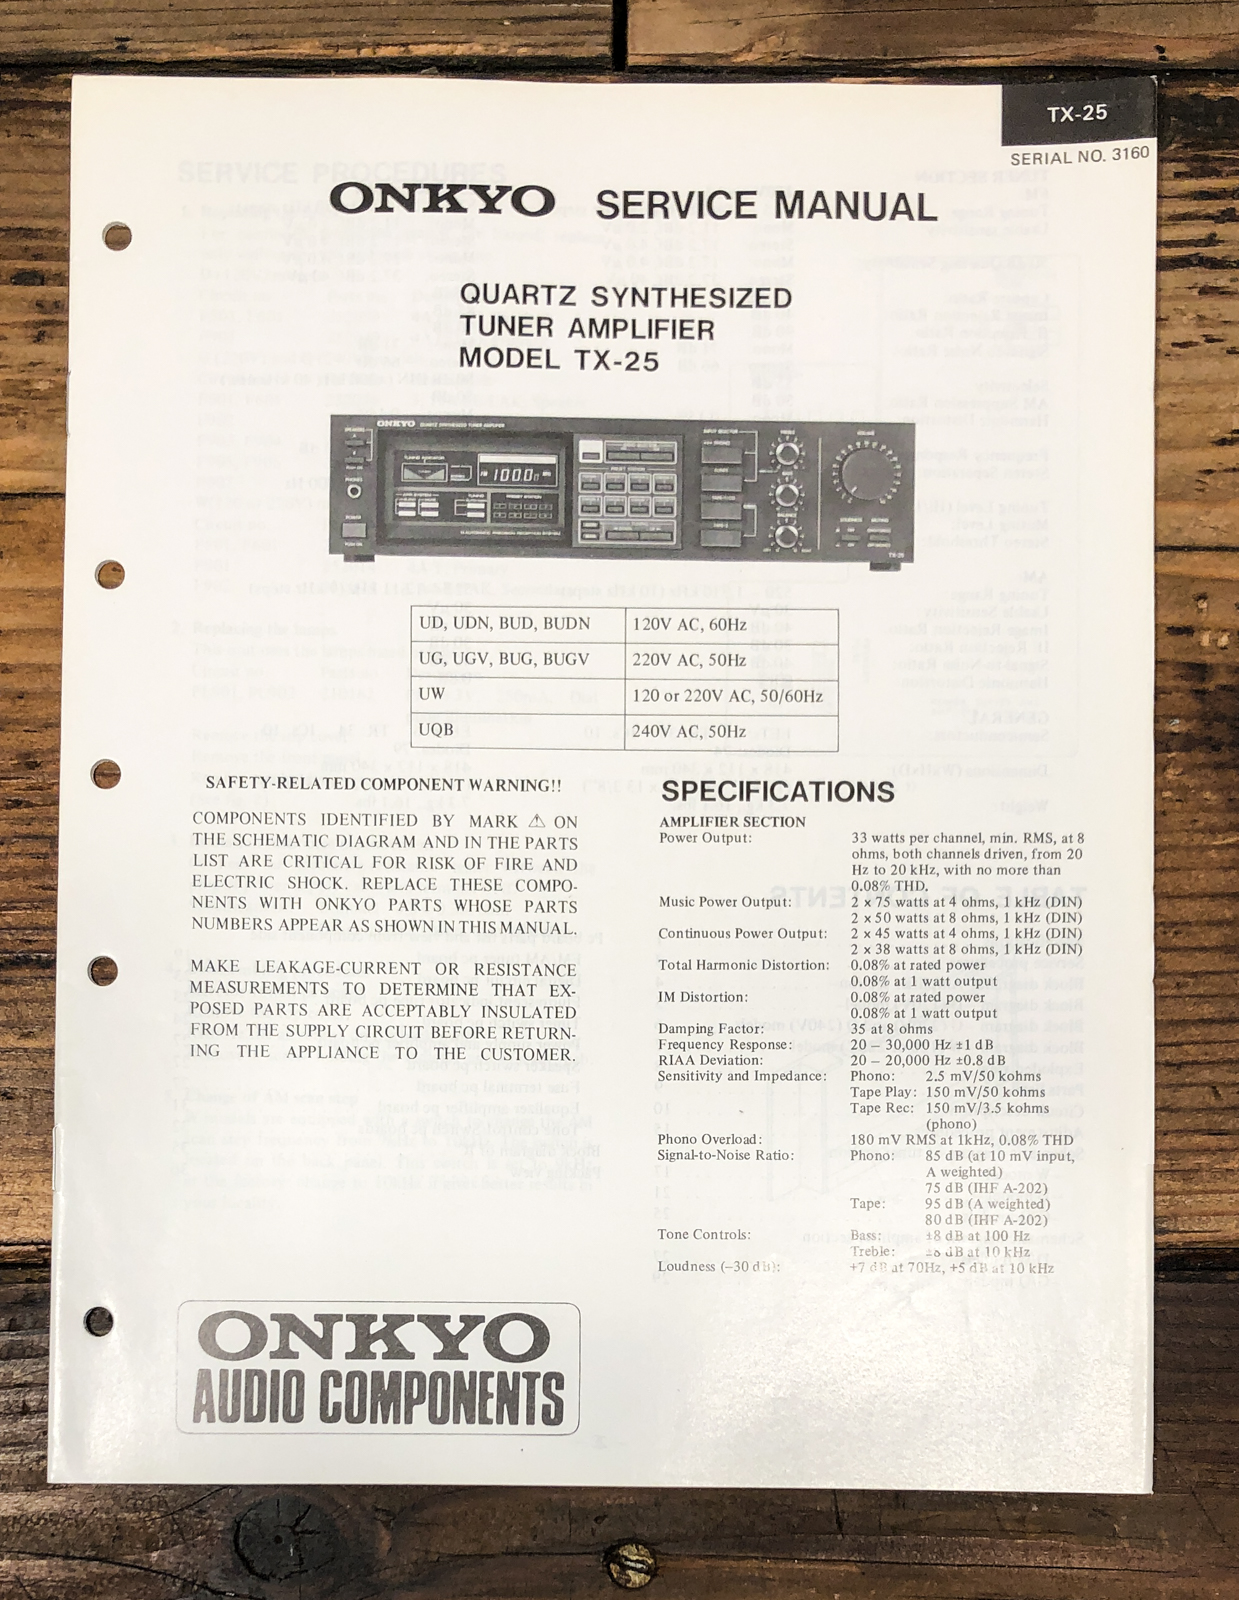 TX-25
SERIAL NO. 3160
ONKYO SERVICE MANUAL
QUARTZ SYNTHESIZED
TUNER AMPLIFIER
MODEL TX-25
ONKYO QUARTZ SYNTHESIZED TUNER AMPLIFIER
UD, UDN, BUD, BUDN 120V AC, 60Hz
UG, UGV, BUG, BUGV 220V AC, 50Hz
UW 120 or 220V AC, 50/60Hz
UQB 240V AC, 50Hz
SAFETY-RELATED COMPONENT WARNING!!
COMPONENTS IDENTIFIED BY MARK ⚠ ON
THE SCHEMATIC DIAGRAM AND IN THE PARTS
LIST ARE CRITICAL FOR RISK OF FIRE AND
ELECTRIC SHOCK. REPLACE THESE COMPO-
NENTS WITH ONKYO PARTS WHOSE PARTS
NUMBERS APPEAR AS SHOWN IN THIS MANUAL.
MAKE LEAKAGE-CURRENT OR RESISTANCE
MEASUREMENTS TO DETERMINE THAT EX-
POSED PARTS ARE ACCEPTABLY INSULATED
FROM THE SUPPLY CIRCUIT BEFORE RETURN-
ING THE APPLIANCE TO THE CUSTOMER.
ONKYO
AUDIO COMPONENTS
SPECIFICATIONS
AMPLIFIER SECTION
Power Output: 33 watts per channel, min. RMS, at 8
ohms, both channels driven, from 20
Hz to 20 kHz, with no more than
0.08% THD.
Music Power Output: 2 x 75 watts at 4 ohms, 1 kHz (DIN)
2 x 50 watts at 8 ohms, 1 kHz (DIN)
Continuous Power Output: 2 x 45 watts at 4 ohms, 1 kHz (DIN)
2 x 38 watts at 8 ohms, 1 kHz (DIN)
Total Harmonic Distortion: 0.08% at rated power
0.08% at 1 watt output
IM Distortion: 0.08% at rated power
0.08% at 1 watt output
Damping Factor: 35 at 8 ohms
Frequency Response: 20 – 30,000 Hz ±1 dB
RIAA Deviation: 20 – 20,000 Hz ±0.8 dB
Sensitivity and Impedance: Phono: 2.5 mV/50 kohms
Tape Play: 150 mV/50 kohms
Tape Rec: 150 mV/3.5 kohms
(phono)
Phono Overload: 180 mV RMS at 1kHz, 0.08% THD
Signal-to-Noise Ratio: Phono: 85 dB (at 10 mV input,
A weighted)
75 dB (IHF A-202)
Tape: 95 dB (A weighted)
80 dB (IHF A-202)
Tone Controls: Bass: ±8 dB at 100 Hz
Treble: ±8 dB at 10 kHz
Loudness (–30 dB): +7 dB at 70Hz, +5 dB at 10 kHz